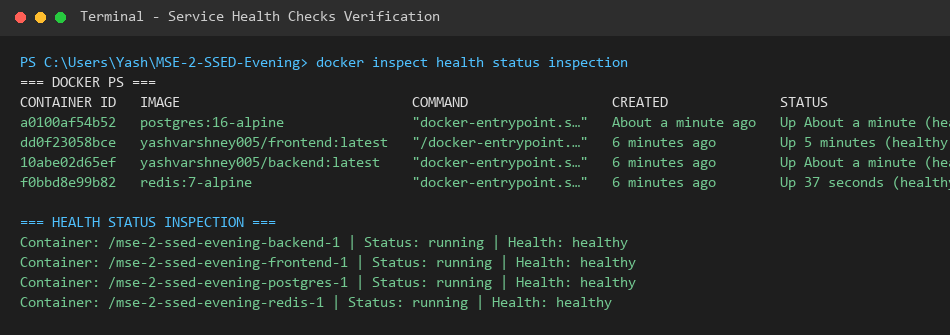 Terminal - Service Health Checks Verification
PS C:\Users\Yash\MSE-2-SSED-Evening> docker inspect health status inspection
=== DOCKER PS ===
CONTAINER ID   IMAGE                             COMMAND                  CREATED              STATUS
a0100af54b52   postgres:16-alpine                "docker-entrypoint.s…"   About a minute ago   Up About a minute (hea
dd0f23058bce   yashvarshney005/frontend:latest   "/docker-entrypoint.…"   6 minutes ago        Up 5 minutes (healthy
10abe02d65ef   yashvarshney005/backend:latest    "docker-entrypoint.s…"   6 minutes ago        Up About a minute (hea
f0bbd8e99b82   redis:7-alpine                    "docker-entrypoint.s…"   6 minutes ago        Up 37 seconds (health
=== HEALTH STATUS INSPECTION ===
Container: /mse-2-ssed-evening-backend-1 | Status: running | Health: healthy
Container: /mse-2-ssed-evening-frontend-1 | Status: running | Health: healthy
Container: /mse-2-ssed-evening-postgres-1 | Status: running | Health: healthy
Container: /mse-2-ssed-evening-redis-1 | Status: running | Health: healthy